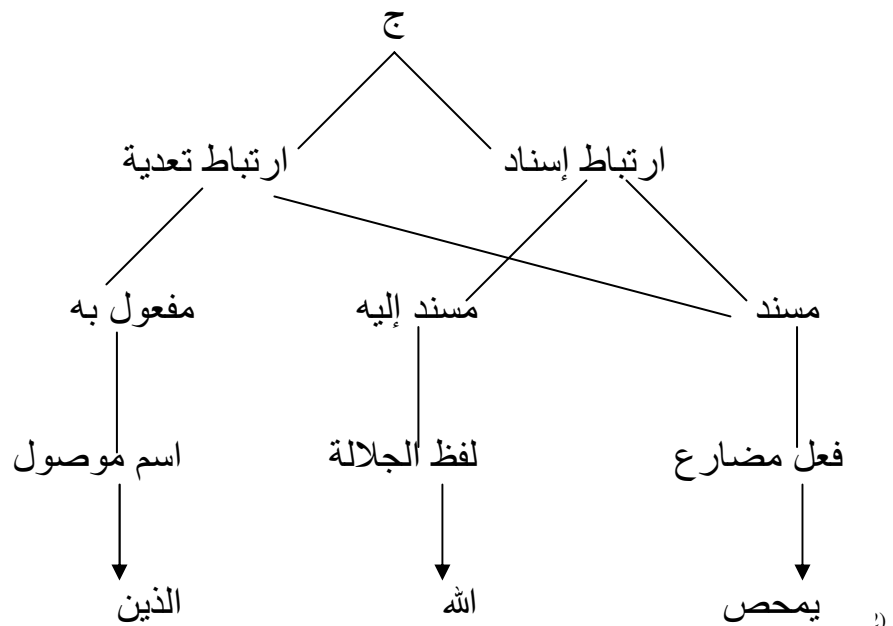 ج
ارتباط إسناد ارتباط تعدية
مسند مسند إليه مفعول به
فعل مضارع لفظ الجلالة اسم موصول
يمحص الله الذين